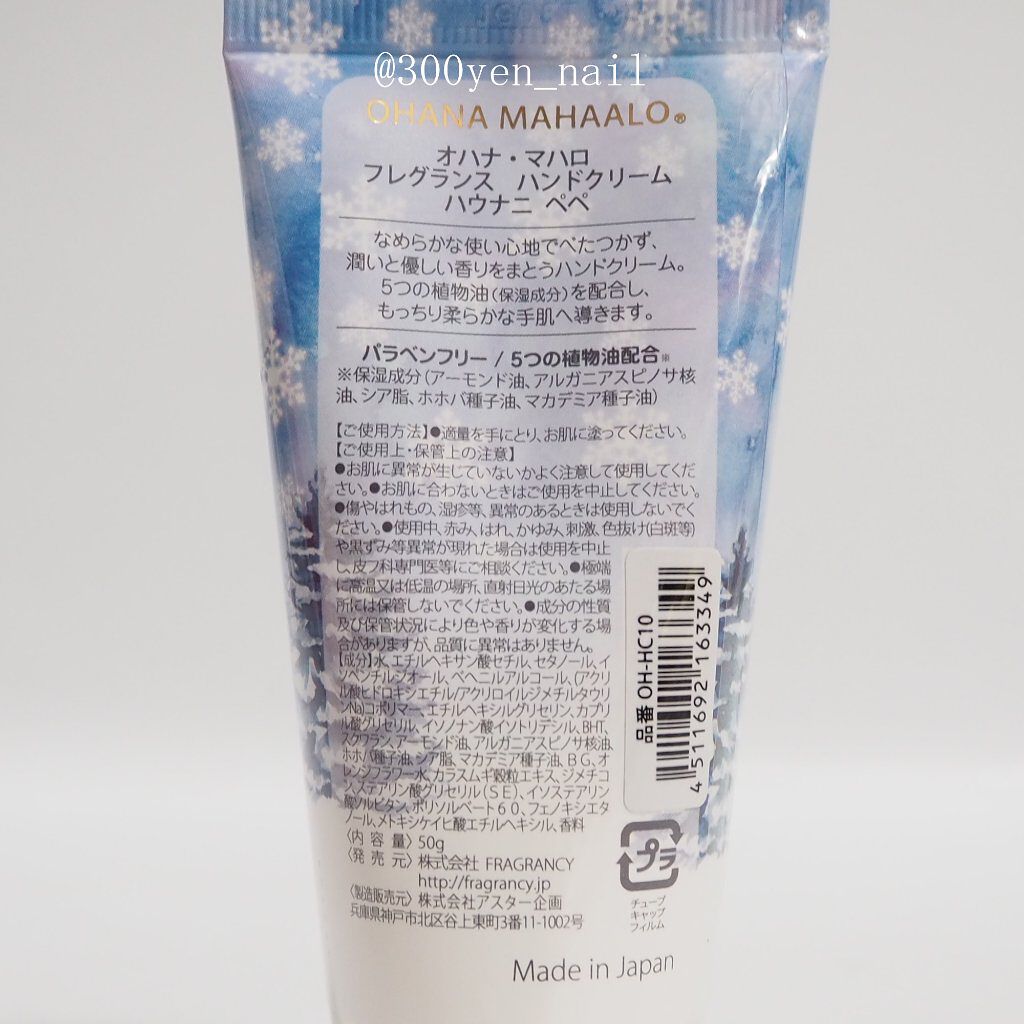 @300yen_nail
OHANA MAHAALO®
オハナ・マハロ
フレグランス ハンドクリーム
ハウナニ ペペ
なめらかな使い心地でべたつかず、
潤いと優しい香りをまとうハンドクリーム。
5つの植物油(保湿成分)を配合し、
もっちり柔らかな手肌へ導きます。
パラベンフリー / 5つの植物油配合※
※保湿成分(アーモンド油、アルガニアスピノサ核
油、シア脂、ホホバ種子油、マカデミア種子油)
【ご使用方法】●適量を手にとり、お肌に塗ってください。
【ご使用上・保管上の注意】
●お肌に異常が生じていないかよく注意して使用してくだ
さい。●お肌に合わないときはご使用を中止してください。
●傷やはれもの、湿疹等、異常のあるときは使用しないでく
ださい。●使用中、赤み、はれ、かゆみ、刺激、色抜け(白斑等)
や黒ずみ等異常が現れた場合は使用を中止
し、皮フ科専門医等にご相談ください。●極端
に高温又は低温の場所、直射日光のあたる場
所には保管しないでください。●成分の性質
及び保管状況により色や香りが変化する場
合がありますが、品質に異常はありません。
【成分】水、エチルヘキサン酸セチル、セタノール、イ
ソペンチルジオール、ベヘニルアルコール、(アクリ
ル酸ヒドロキシエチル/アクリロイルジメチルタウリ
ンNa)コポリマー、エチルヘキシルグリセリン、カプリ
ル酸グリセリル、イソノナン酸イソトリデシル、BHT、
スクワラン、アーモンド油、アルガニアスピノサ核油、
ホホバ種子油、シア脂、マカデミア種子油、BG、オ
レンジフラワー水、カラスムギ穀粒エキス、ジメチコ
ン、ステアリン酸グリセリル(SE)、イソステアリン
酸ソルビタン、ポリソルベート60、フェノキシエタ
ノール、メトキシケイヒ酸エチルヘキシル、香料
〈内 容 量〉50g
〈発 売 元〉株式会社 FRAGRANCY
http://fragrancy.jp
〈製造販売元〉株式会社アスター企画
兵庫県神戸市北区谷上東町3番11-1002号
品番 OH-HC10
4511692163349
プラ
チューブ
キャップ
フィルム
Made in Japan